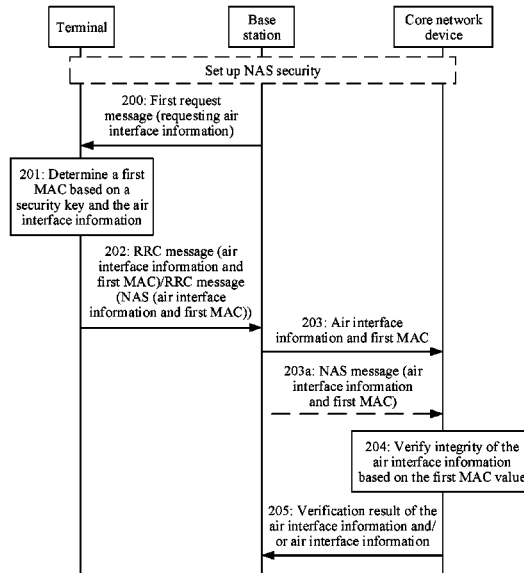 Terminal
Base
station
Core network
device
Set up NAS security
200: First request
message (requesting air
interface information)
201: Determine a first
MAC based on a
security key and the air
interface information
202: RRC message (air
interface information and
first MAC)/RRC message
(NAS (air interface
information and first MAC))
203: Air interface
information and first MAC
203a: NAS message (air
interface information
and first MAC)
204: Verify integrity of the
air interface information
based on the first MAC value
205: Verification result of the
air interface information and/
or air interface information